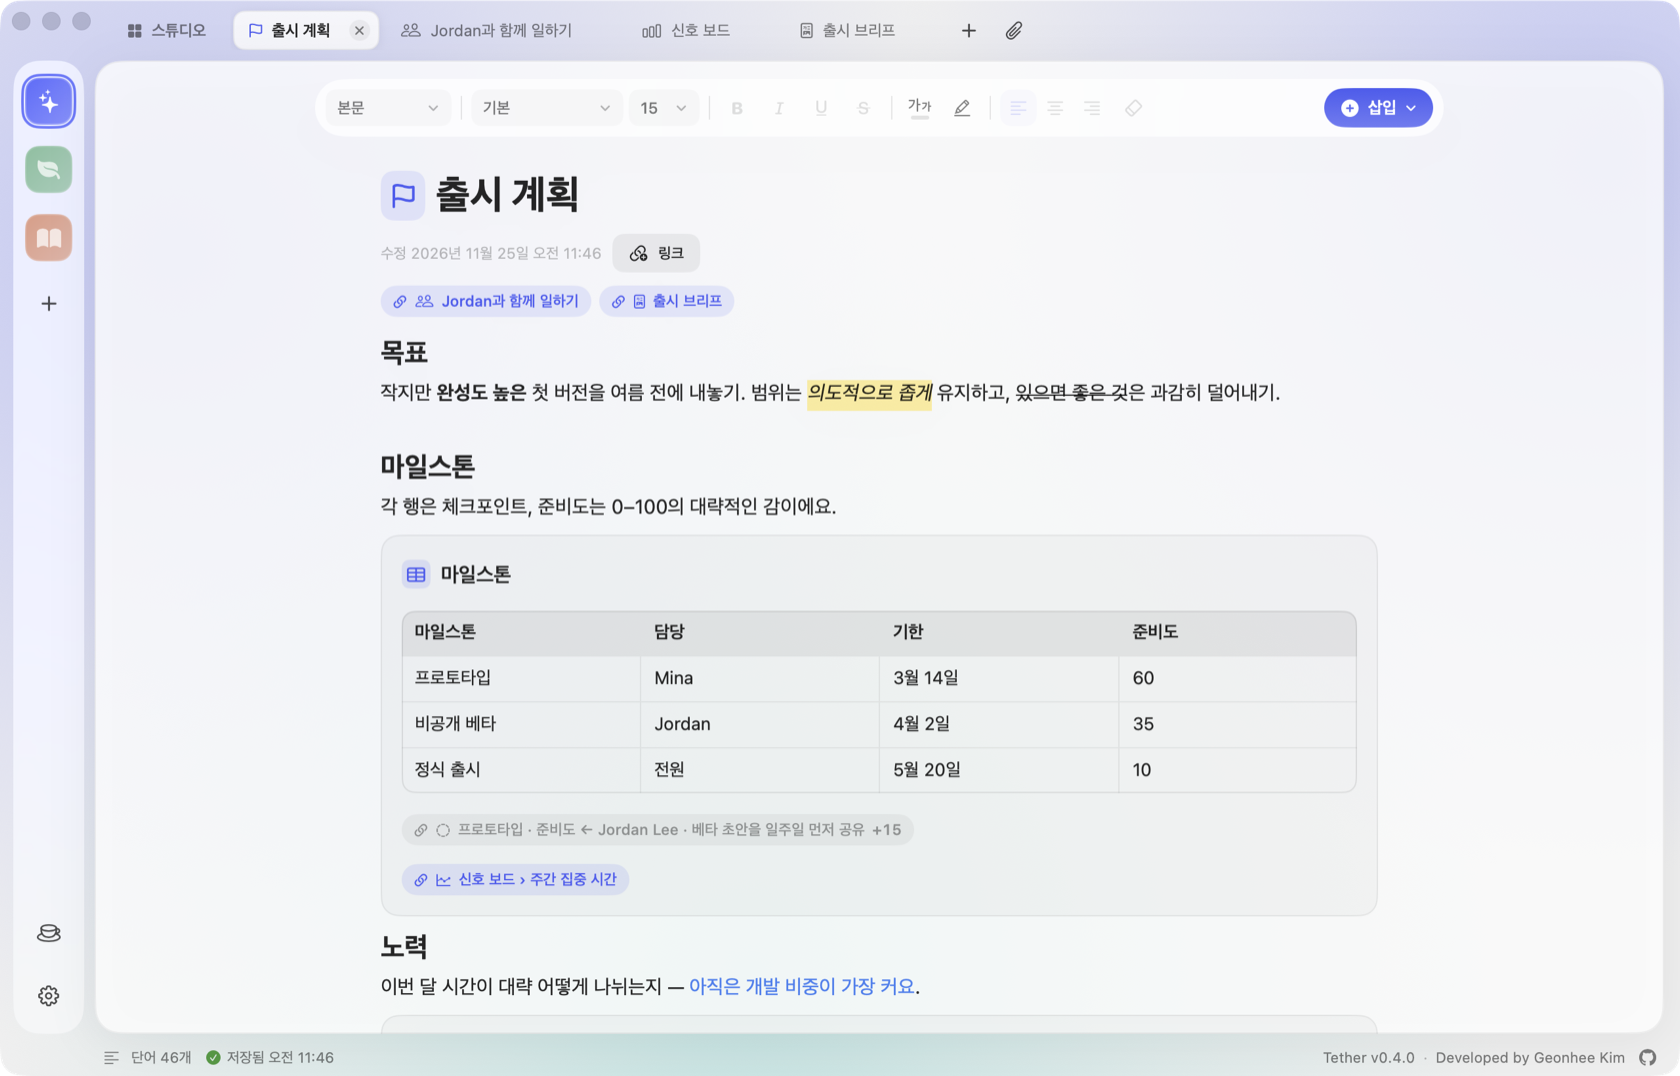 스튜디오
출시 계획
Jordan과 함께 일하기
신호 보드
출시 브리프
본문
기본
15
B I U S
가가
삽입
출시 계획
수정 2026년 11월 25일 오전 11:46
링크
Jordan과 함께 일하기
출시 브리프
목표
작지만 완성도 높은 첫 버전을 여름 전에 내놓기. 범위는 의도적으로 좁게 유지하고, 있으면 좋은 것은 과감히 덜어내기.
마일스톤
각 행은 체크포인트, 준비도는 0–100의 대략적인 감이에요.
마일스톤
마일스톤 담당 기한 준비도
프로토타입 Mina 3월 14일 60
비공개 베타 Jordan 4월 2일 35
정식 출시 전원 5월 20일 10
프로토타입 · 준비도 ← Jordan Lee · 베타 초안을 일주일 먼저 공유 +15
신호 보드 › 주간 집중 시간
노력
이번 달 시간이 대략 어떻게 나뉘는지 — 아직은 개발 비중이 가장 커요.
단어 46개
저장됨 오전 11:46
Tether v0.4.0 · Developed by Geonhee Kim